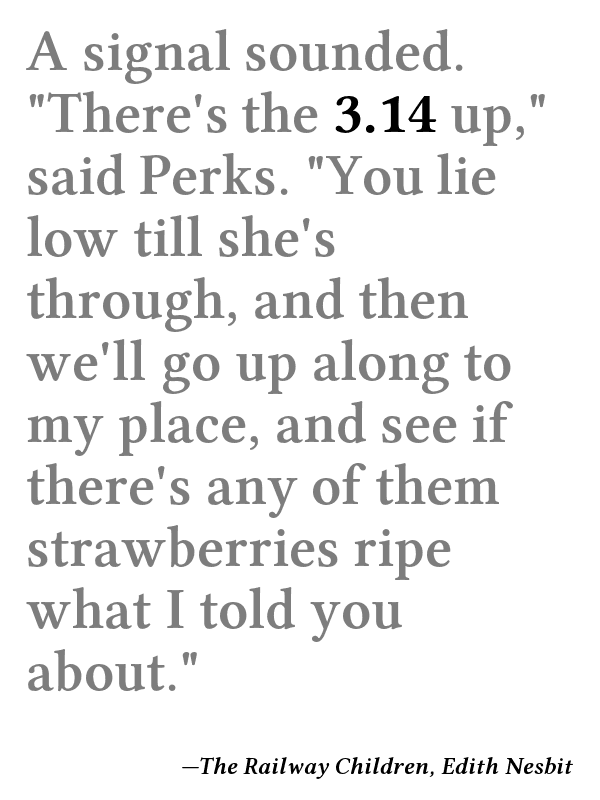 A signal sounded.
"There's the 3.14 up,"
said Perks. "You lie
low till she's
through, and then
we'll go up along to
my place, and see if
there's any of them
strawberries ripe
what I told you
about."
—The Railway Children, Edith Nesbit